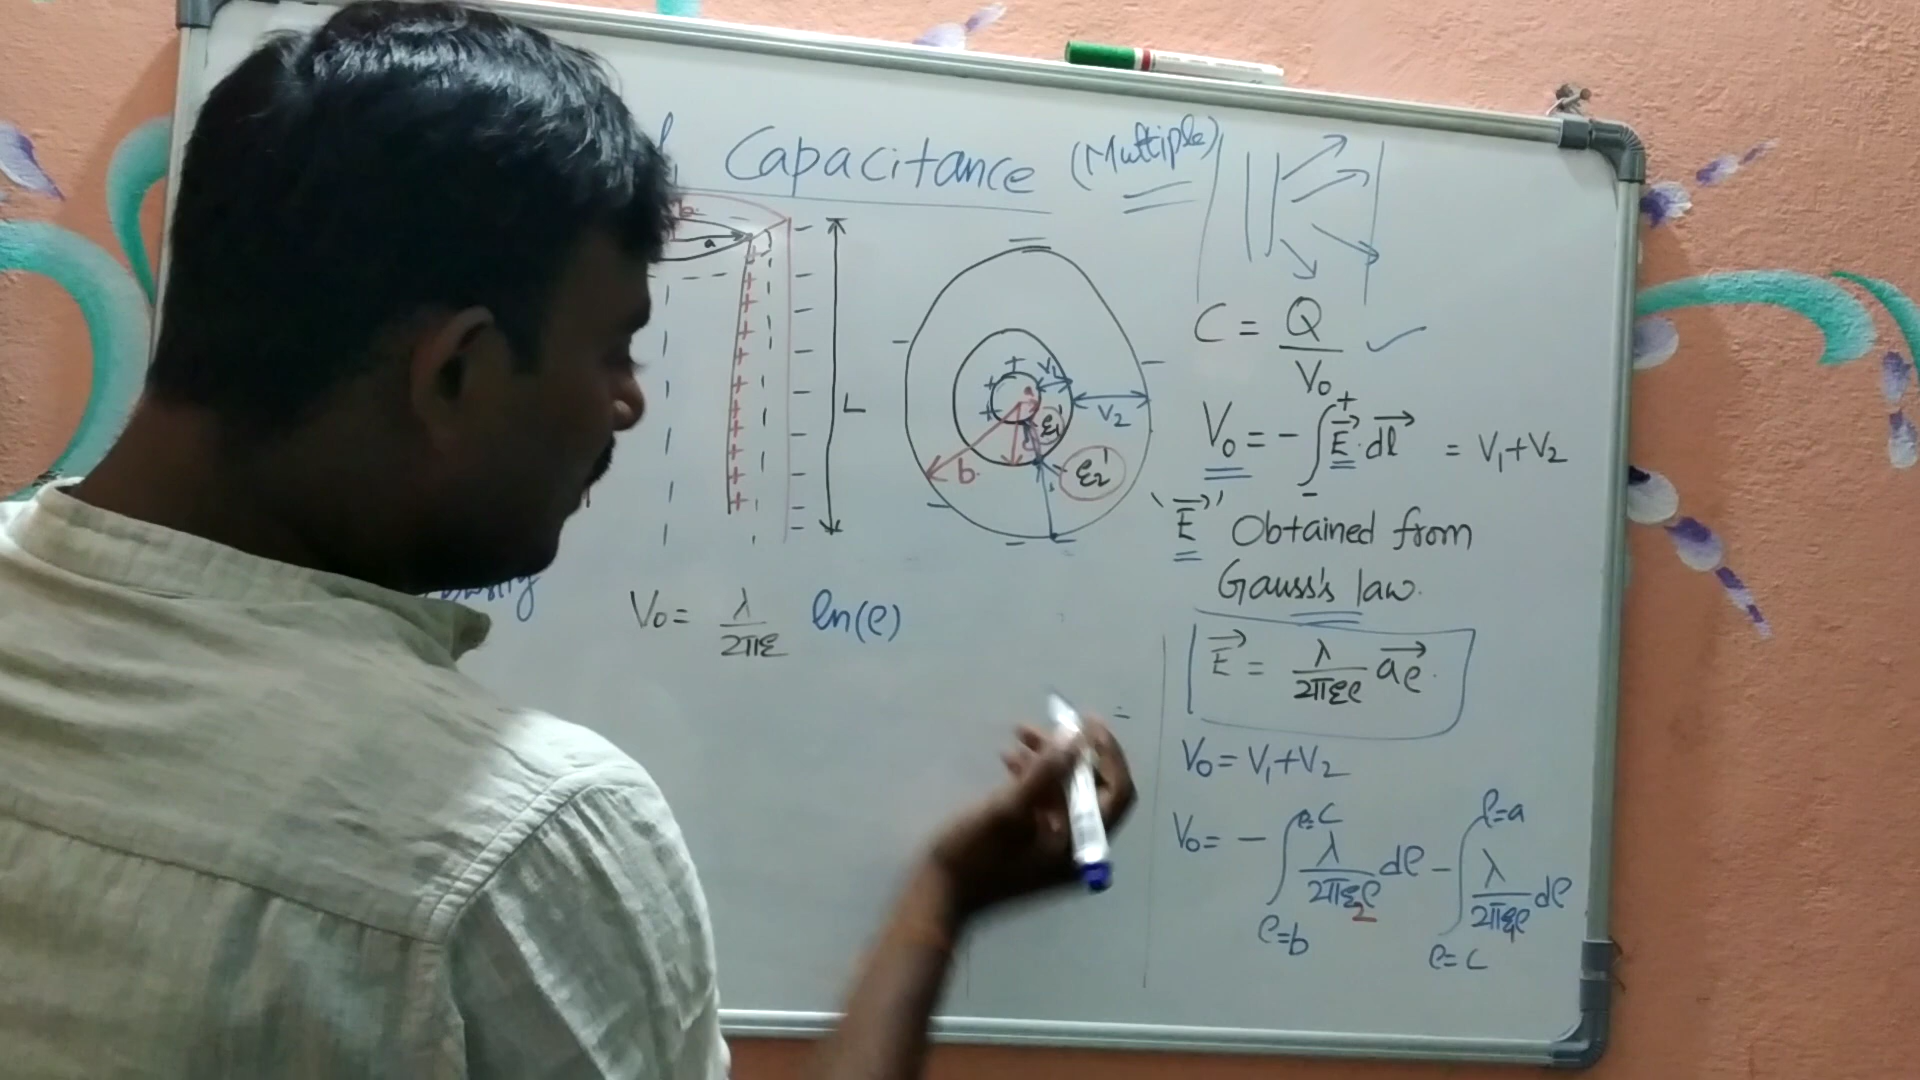 Capacitance (Multiple)
b
a
L
V1
V2
ε1
ε2
b
C = Q/V0 ✓
V0 = - ∫ E⃗ . dl⃗ = V1 + V2
"E⃗" Obtained from
Gauss's law.
E⃗ = λ/2περ a⃗ρ.
V0 = V1+V2
V0 = - ∫ρ=b^ρ=c λ/2πε2ρ dρ - ∫ρ=c^ρ=a λ/2πε1ρ dρ
V0 = λ/2πε ln(ρ)
=